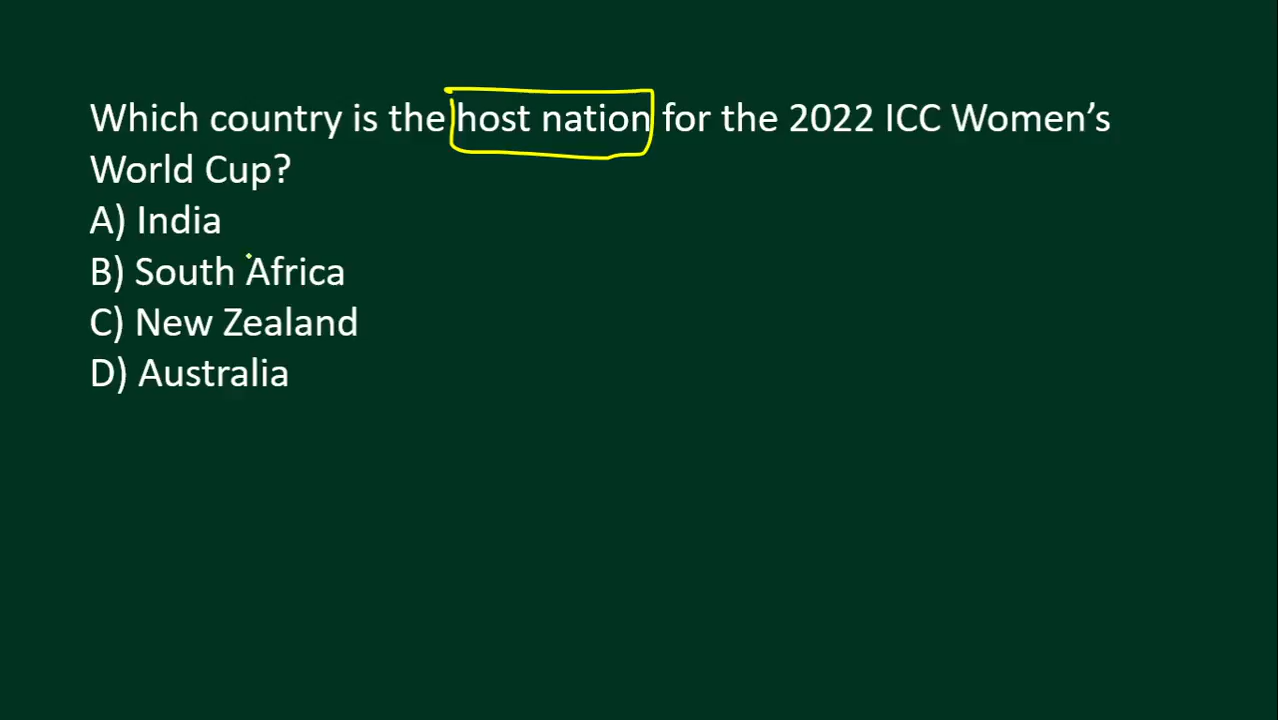 Which country is the host nation for the 2022 ICC Women’s
World Cup?
A) India
B) South Africa
C) New Zealand
D) Australia